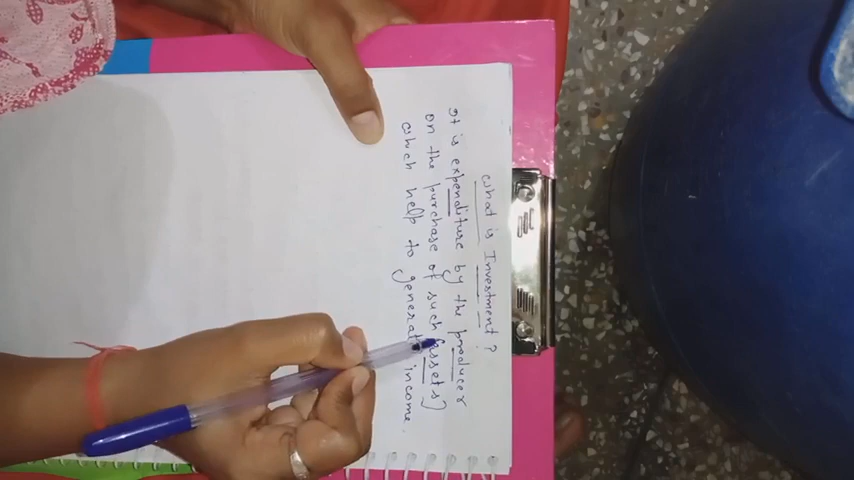 What is Investment?
It is expenditure by the producer
on the purchase of such (assets)
which help to generate income.